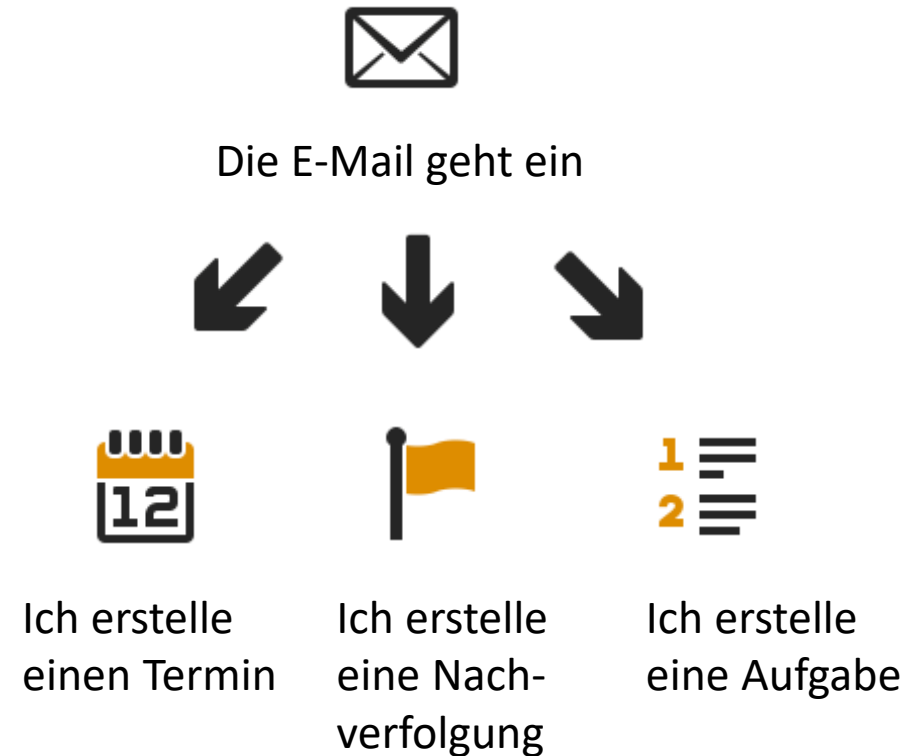 Die E-Mail geht ein
12
1
2
Ich erstelle
einen Termin
Ich erstelle
eine Nach-
verfolgung
Ich erstelle
eine Aufgabe